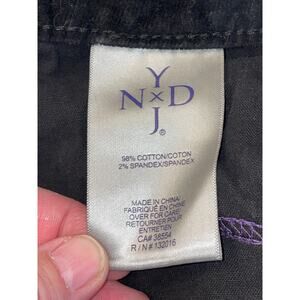 Y
N×D
J®
98% COTTON/COTON
2% SPANDEX/SPANDEX
MADE IN CHINA
FABRIQUÉ EN CHINE
OVER FOR CARE/
RETOURNER POUR
ENTRETIEN
CA# 38554
R / N # 132016